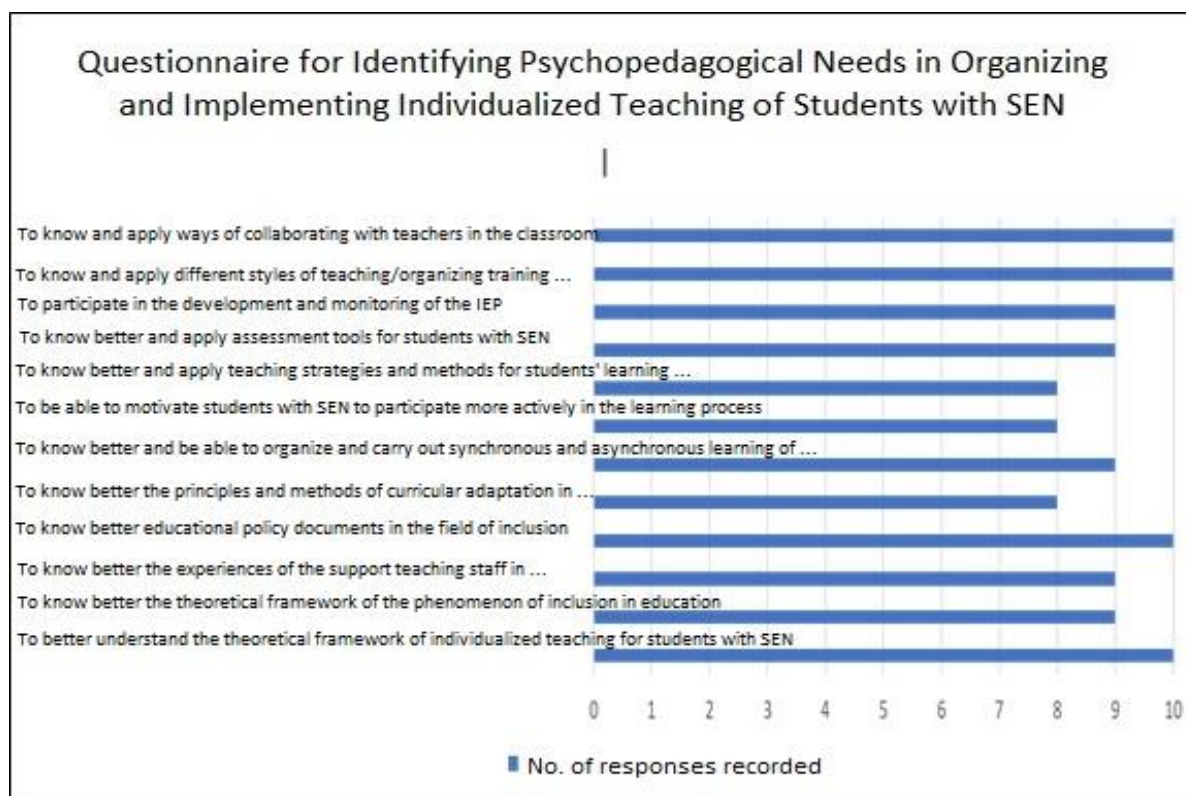 Questionnaire for Identifying Psychopedagogical Needs in Organizing
and Implementing Individualized Teaching of Students with SEN
To know and apply ways of collaborating with teachers in the classroom
To know and apply different styles of teaching/organizing training ...
To participate in the development and monitoring of the IEP
To know better and apply assessment tools for students with SEN
To know better and apply teaching strategies and methods for students' learning ...
To be able to motivate students with SEN to participate more actively in the learning process
To know better and be able to organize and carry out synchronous and asynchronous learning of ...
To know better the principles and methods of curricular adaptation in ...
To know better educational policy documents in the field of inclusion
To know better the experiences of the support teaching staff in ...
To know better the theoretical framework of the phenomenon of inclusion in education
To better understand the theoretical framework of individualized teaching for students with SEN
0 1 2 3 4 5 6 7 8 9 10
No. of responses recorded